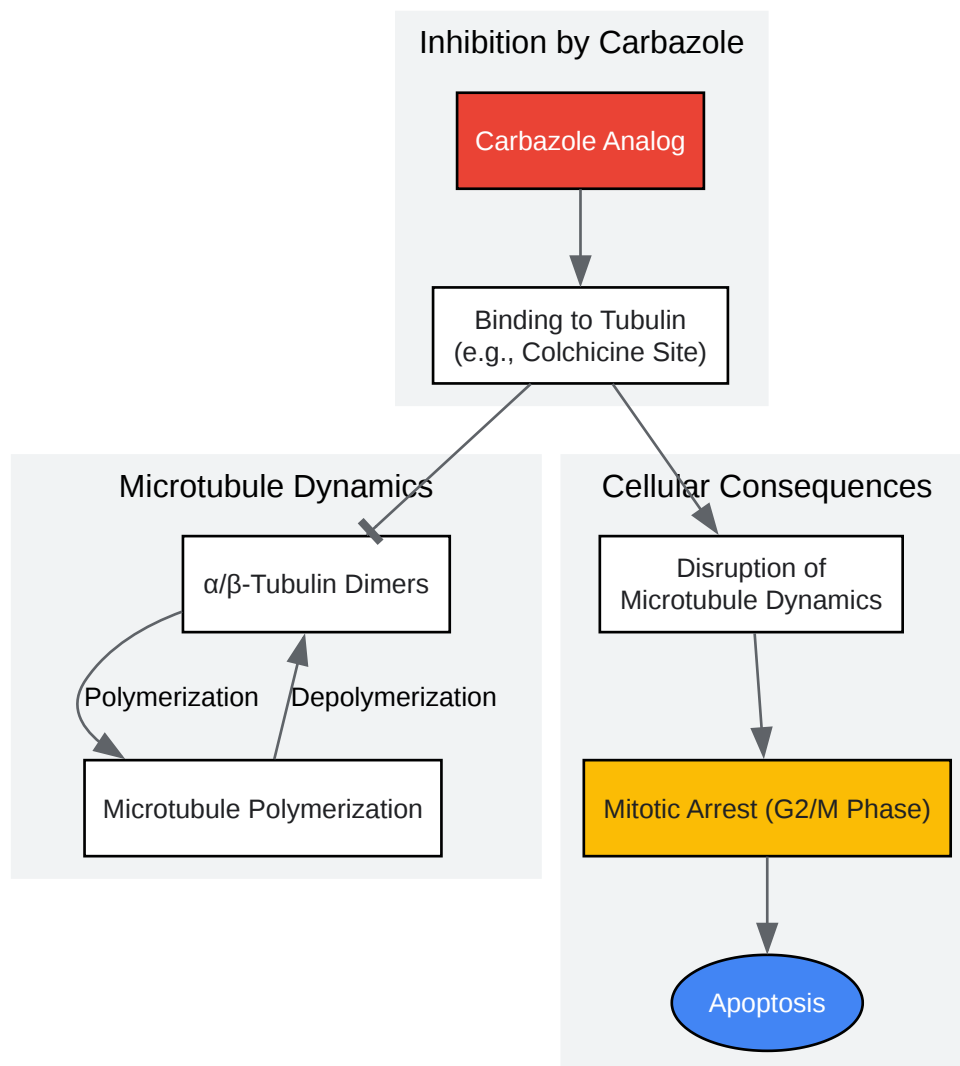 Inhibition by Carbazole
Carbazole Analog
Binding to Tubulin
(e.g., Colchicine Site)
Microtubule Dynamics
α/β-Tubulin Dimers
Polymerization
Depolymerization
Microtubule Polymerization
Cellular Consequences
Disruption of
Microtubule Dynamics
Mitotic Arrest (G2/M Phase)
Apoptosis